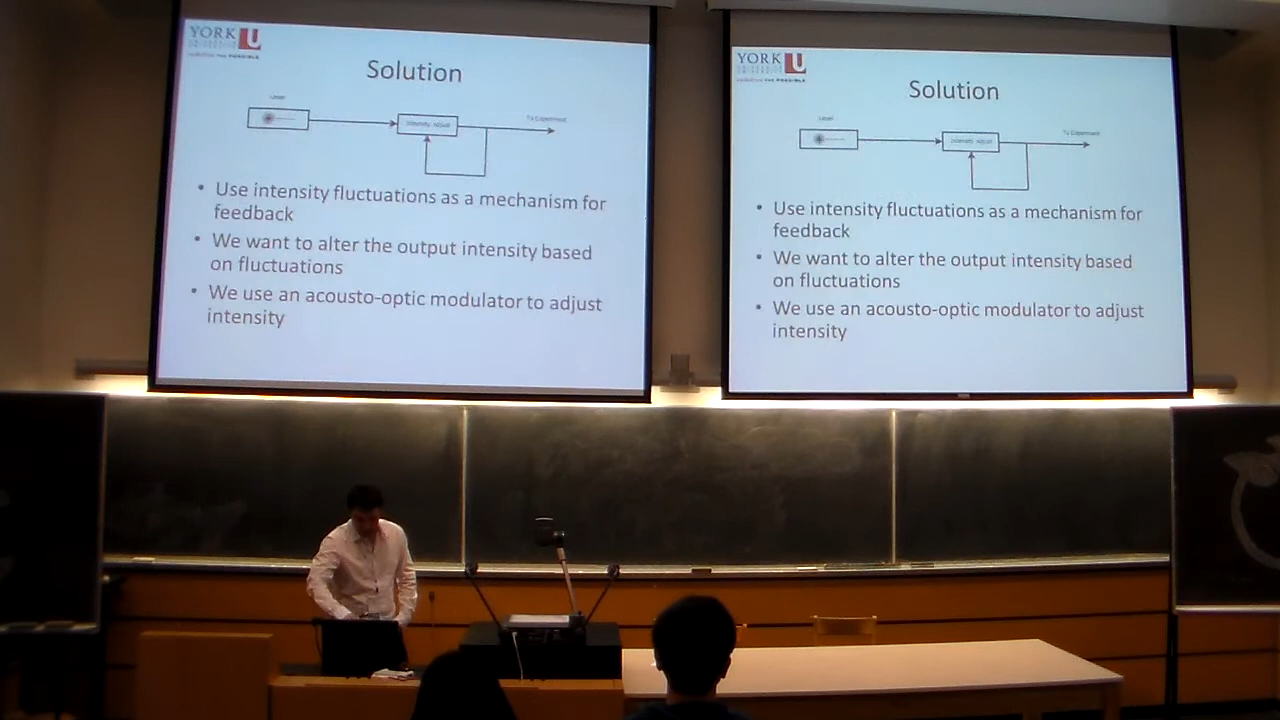 YORK U
Solution
Laser
Intensity Adjust
To Experiment
• Use intensity fluctuations as a mechanism for
feedback
• We want to alter the output intensity based
on fluctuations
• We use an acousto-optic modulator to adjust
intensity
YORK U
Solution
Laser
Intensity Adjust
To Experiment
• Use intensity fluctuations as a mechanism for
feedback
• We want to alter the output intensity based
on fluctuations
• We use an acousto-optic modulator to adjust
intensity